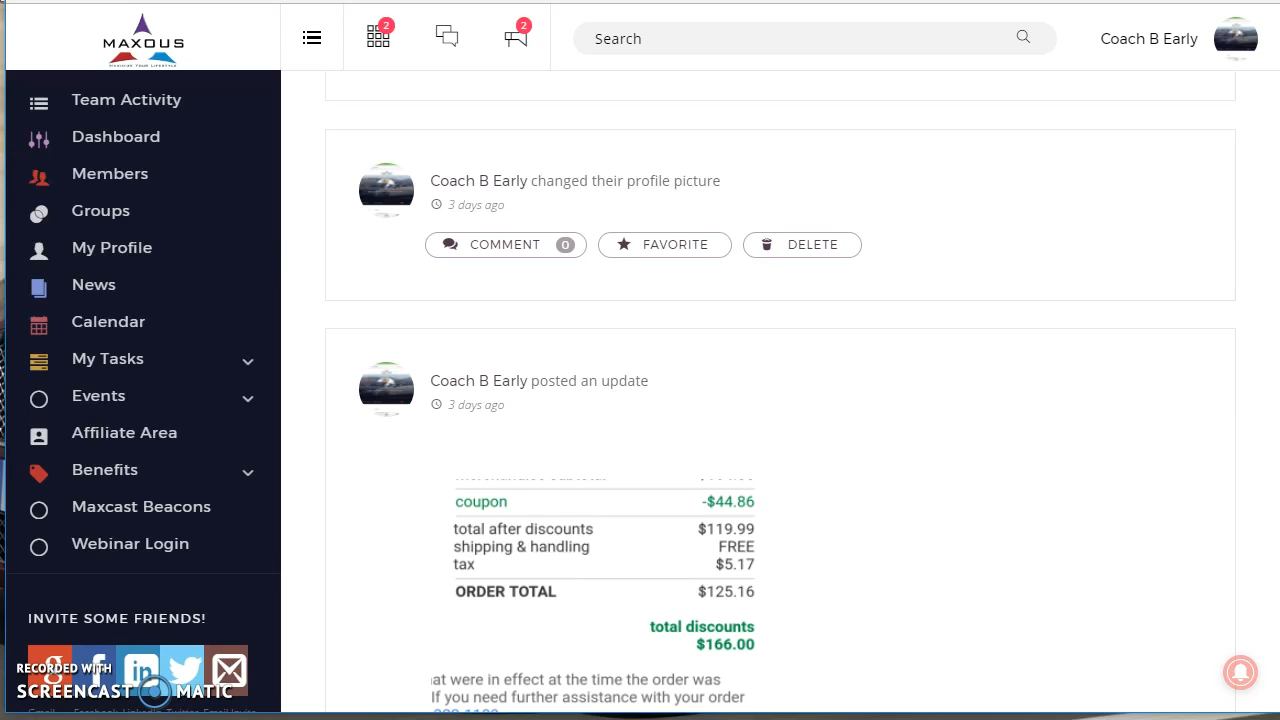 MAXOUS
2
2
Search
Coach B Early
Team Activity
Dashboard
Members
Groups
My Profile
News
Calendar
My Tasks
Events
Affiliate Area
Benefits
Maxcast Beacons
Webinar Login
INVITE SOME FRIENDS!
RECORDED WITH
SCREENCAST MATIC
Coach B Early changed their profile picture
3 days ago
COMMENT 0 FAVORITE DELETE
Coach B Early posted an update
3 days ago
coupon -$44.86
total after discounts $119.99
shipping & handling FREE
tax $5.17
ORDER TOTAL $125.16
total discounts
$166.00
at were in effect at the time the order was
If you need further assistance with your order